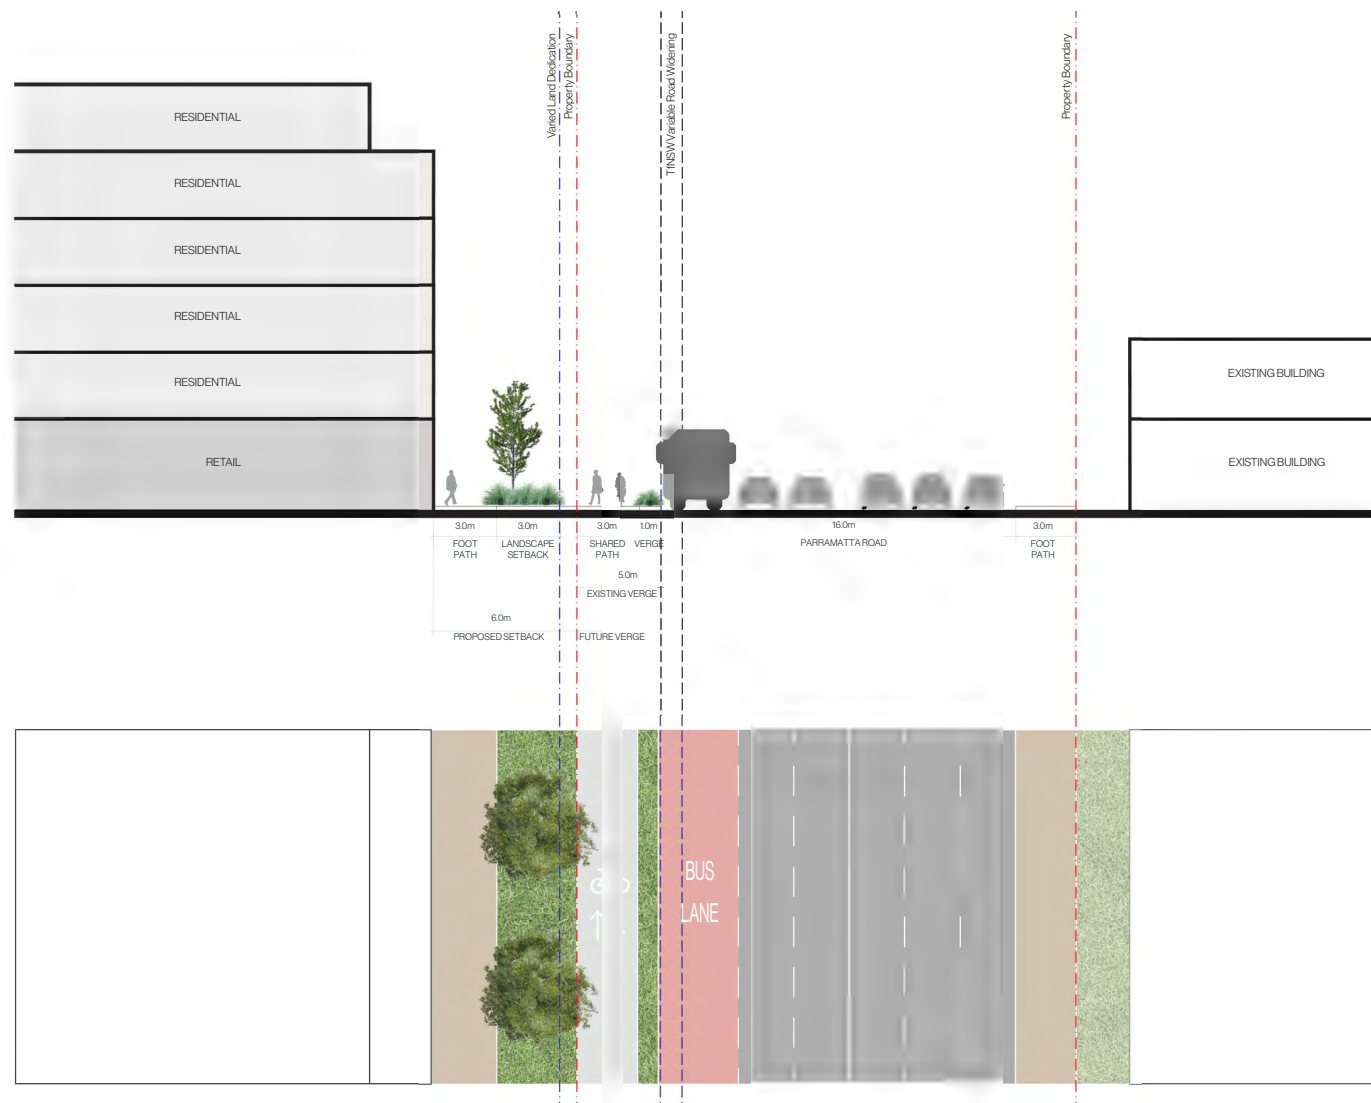 Varied Land Dedication
Property Boundary
TfNSW Variable Road Widening
Property Boundary
RESIDENTIAL
RESIDENTIAL
RESIDENTIAL
RESIDENTIAL
RESIDENTIAL
RETAIL
EXISTING BUILDING
EXISTING BUILDING
3.0m
3.0m
3.0m
1.0m
16.0m
3.0m
FOOT
PATH
LANDSCAPE
SETBACK
SHARED
PATH
VERGE
PARRAMATTA ROAD
FOOT
PATH
5.0m
EXISTING VERGE
6.0m
PROPOSED SETBACK
FUTURE VERGE
BUS
LANE